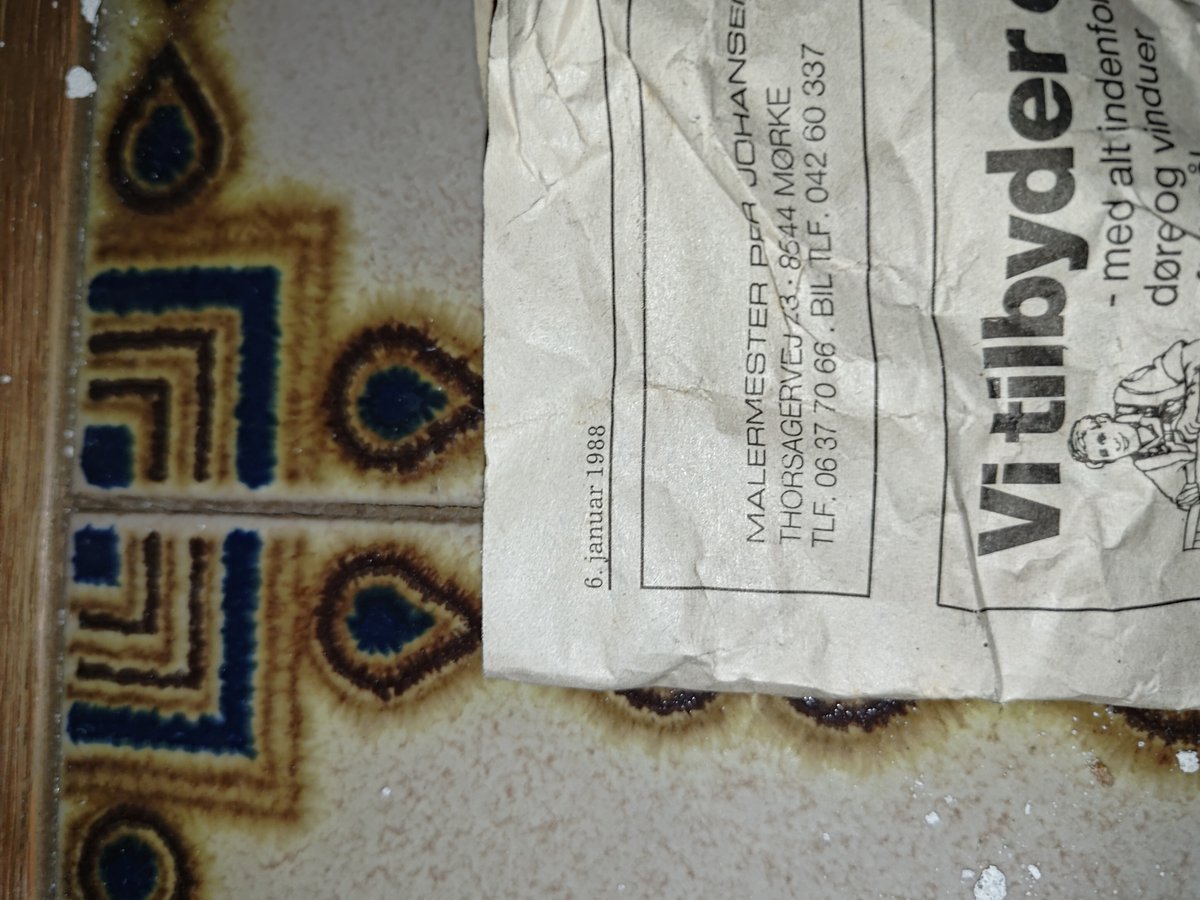 6. januar 1988
MALERMESTER PER JOHANSEN
THORSAGERVEJ 23 · 8544 MØRKE
TLF. 06 37 70 66 . BIL TLF. 042 60 337
Vi tilbyder
- med alt indenfor
døre og vinduer